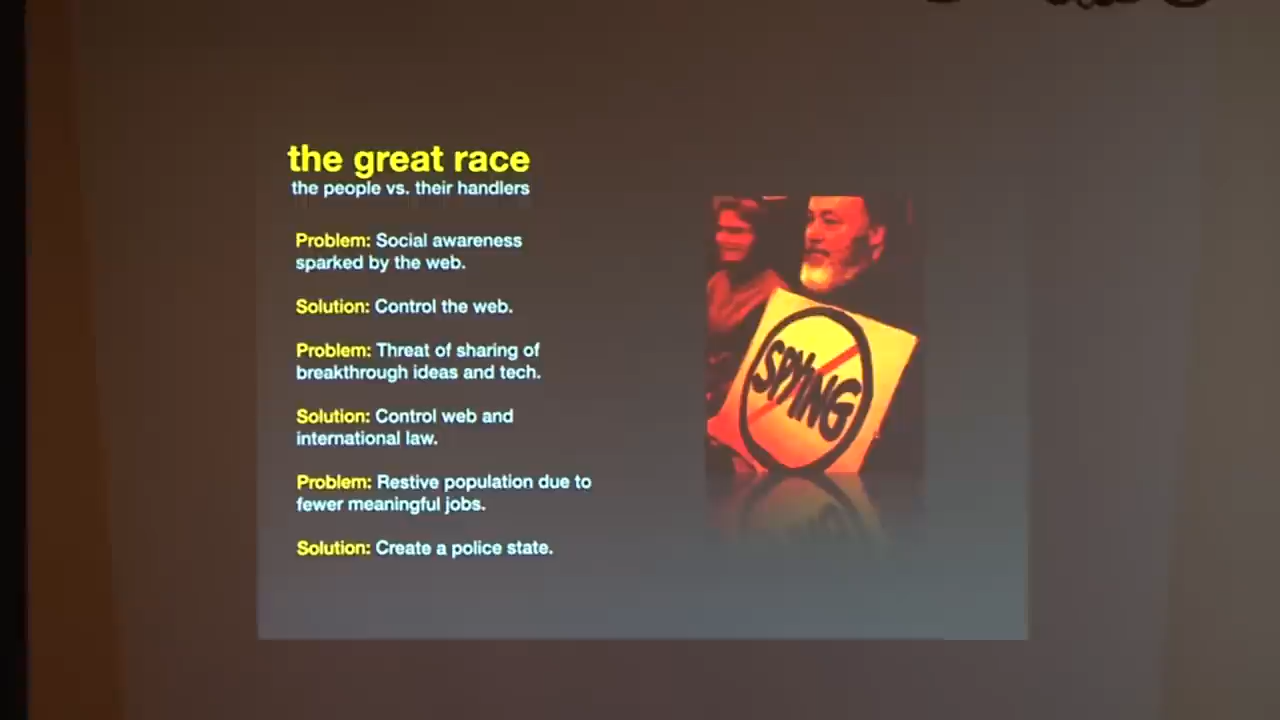 the great race
the people vs. their handlers
Problem: Social awareness
sparked by the web.
Solution: Control the web.
Problem: Threat of sharing of
breakthrough ideas and tech.
Solution: Control web and
international law.
Problem: Restive population due to
fewer meaningful jobs.
Solution: Create a police state.
SPYING